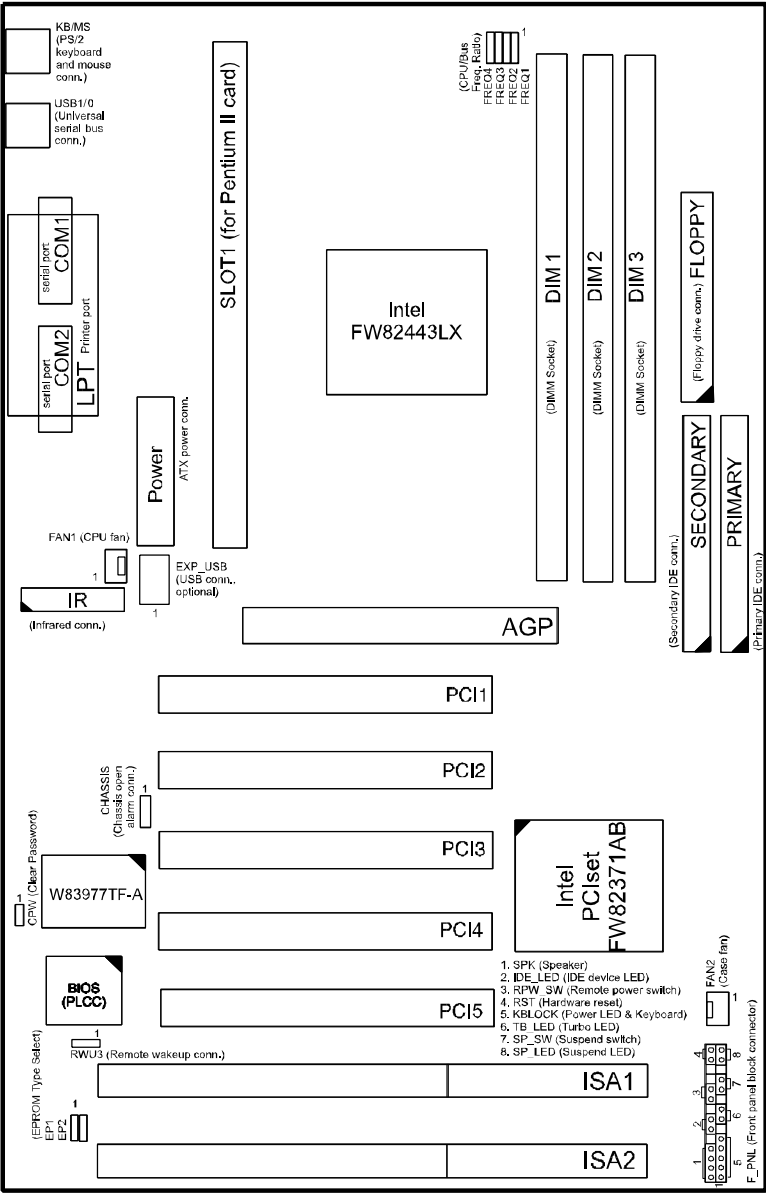 KB/MS
(PS/2
keyboard
and mouse
conn.)
USB1/0
(Universal
serial bus
conn.)
serial port
COM1
serial port
COM2
LPT Printer port
Power
ATX power conn.
SLOT1 (for Pentium II card)
(CPU/Bus
Freq. Ratio)
1
FREQ4
FREQ3
FREQ2
FREQ1
Intel
FW82443LX
(DIMM Socket) DIM1
(DIMM Socket) DIM2
(DIMM Socket) DIM3
(Floppy drive conn.) FLOPPY
SECONDARY
(Secondary IDE conn.)
PRIMARY
(Primary IDE conn.)
FAN1 (CPU fan)
1
IR
(Infrared conn.)
EXP_USB
(USB conn.,
optional)
1
AGP
PCI1
PCI2
PCI3
PCI4
PCI5
CHASSIS
(Chassis open
alarm conn.)
1
CPW (Clear Password)
1
W83977TF-A
BIOS
(PLCC)
1
RWU3 (Remote wakeup conn.)
Intel
PCIset
FW82371AB
1. SPK (Speaker)
2. IDE_LED (IDE device LED)
3. RPW_SW (Remote power switch)
4. RST (Hardware reset)
5. KBLOCK (Power LED & Keyboard)
6. TB_LED (Turbo LED)
7. SP_SW (Suspend switch)
8. SP_LED (Suspend LED)
FAN2
(Case fan)
1
(EPROM Type Select)
EP1
EP2
1
ISA1
ISA2
4
8
3
7
2
6
1
5
1
F_PNL (Front panel block connector)